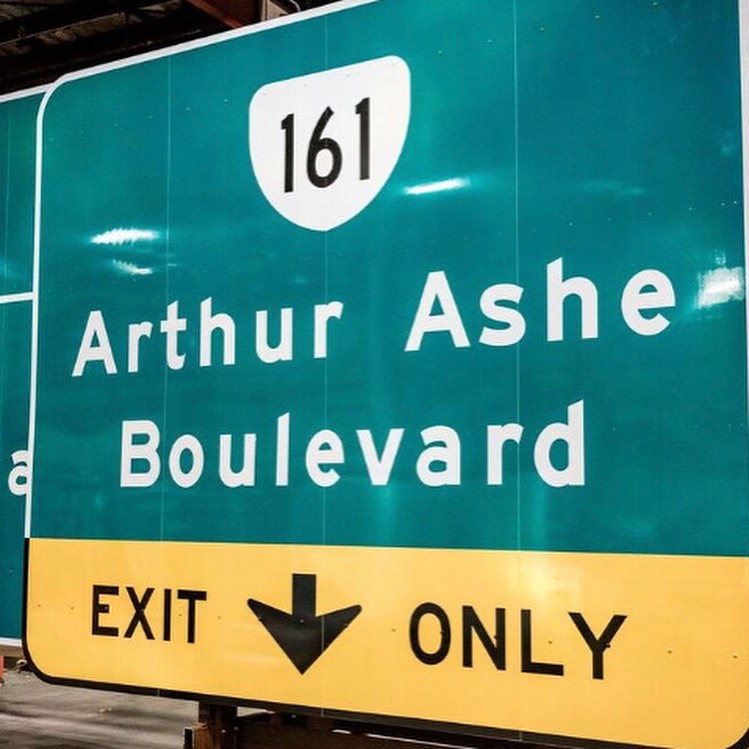 161
Arthur Ashe
Boulevard
EXIT ONLY